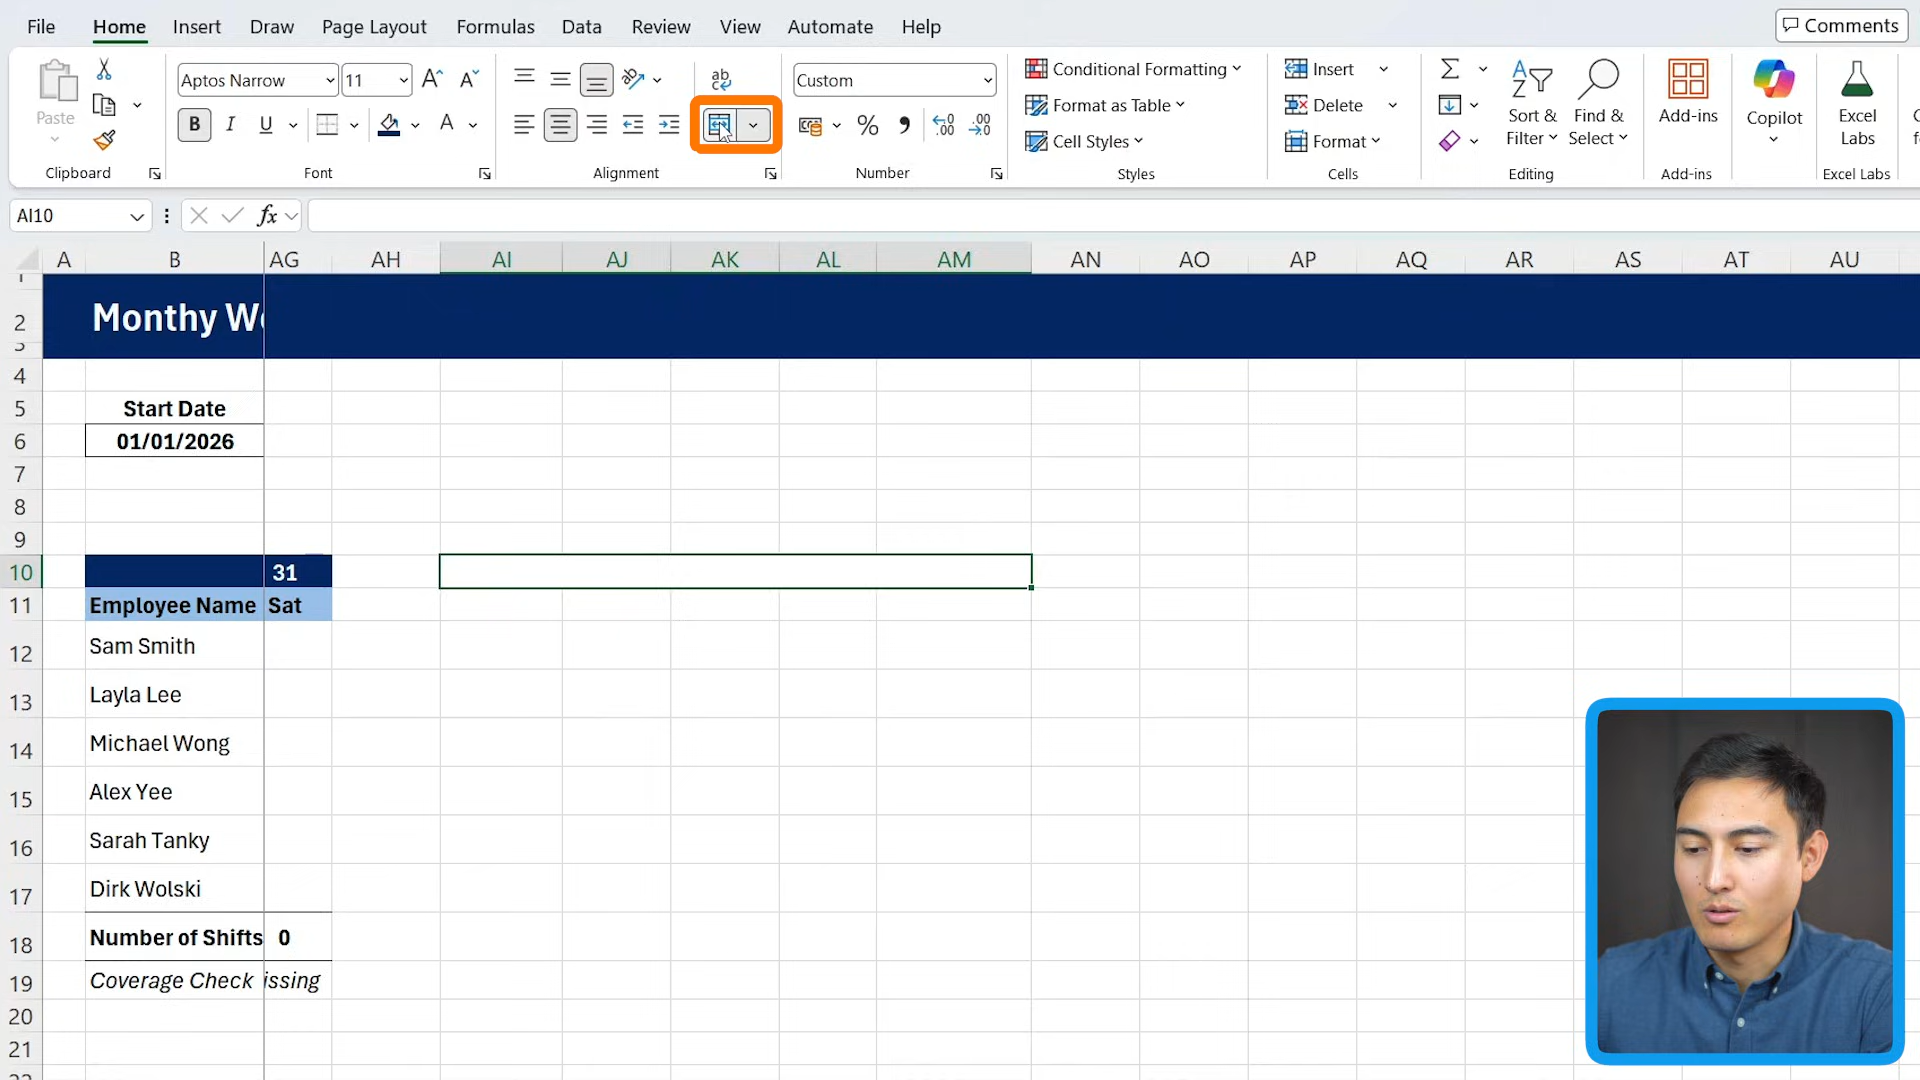 File Home Insert Draw Page Layout Formulas Data Review View Automate Help Comments
Paste
Clipboard
Aptos Narrow 11
B I U A
Font
ab
Alignment
Custom
% 9 .00
Number
Conditional Formatting
Format as Table
Cell Styles
Styles
Insert
Delete
Format
Cells
Sort & Filter
Find & Select
Editing
Add-ins
Add-ins
Copilot
Excel Labs
Excel Labs
AI10 fx
A B AG AH AI AJ AK AL AM AN AO AP AQ AR AS AT AU
2 Monthy W
3
4
5 Start Date
6 01/01/2026
7
8
9
10 31
11 Employee Name Sat
12 Sam Smith
13 Layla Lee
14 Michael Wong
15 Alex Yee
16 Sarah Tanky
17 Dirk Wolski
18 Number of Shifts 0
19 Coverage Check issing
20
21